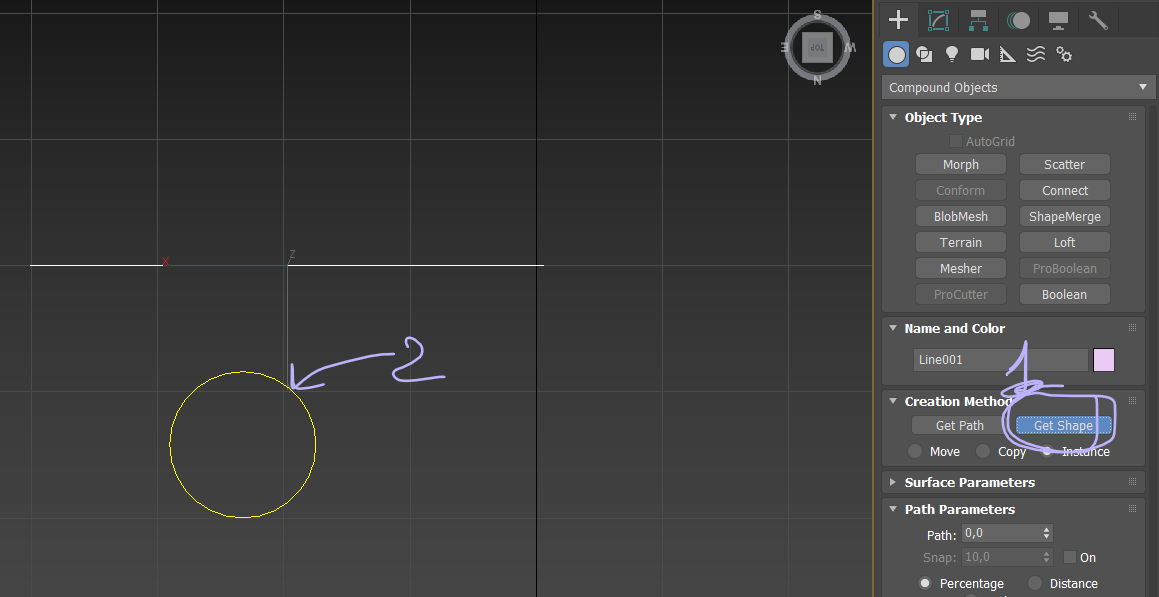 S
E
TOP
W
N
X
Z
2
Compound Objects
Object Type
AutoGrid
Morph Scatter
Conform Connect
BlobMesh ShapeMerge
Terrain Loft
Mesher ProBoolean
ProCutter Boolean
Name and Color
Line001
1
Creation Method
Get Path Get Shape
Move Copy Instance
Surface Parameters
Path Parameters
Path: 0,0
Snap: 10,0 On
Percentage Distance